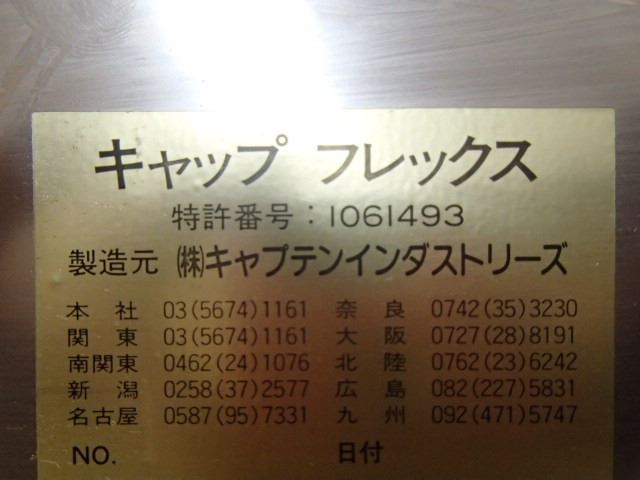 キャップ フレックス
特許番号：1061493
製造元 (株)キャプテンインダストリーズ
本社 03(5674)1161 奈良 0742(35)3230
関東 03(5674)1161 大阪 0727(28)8191
南関東 0462(24)1076 北陸 0762(23)6242
新潟 0258(37)2577 広島 082(227)5831
名古屋 0587(95)7331 九州 092(471)5747
NO. 日付